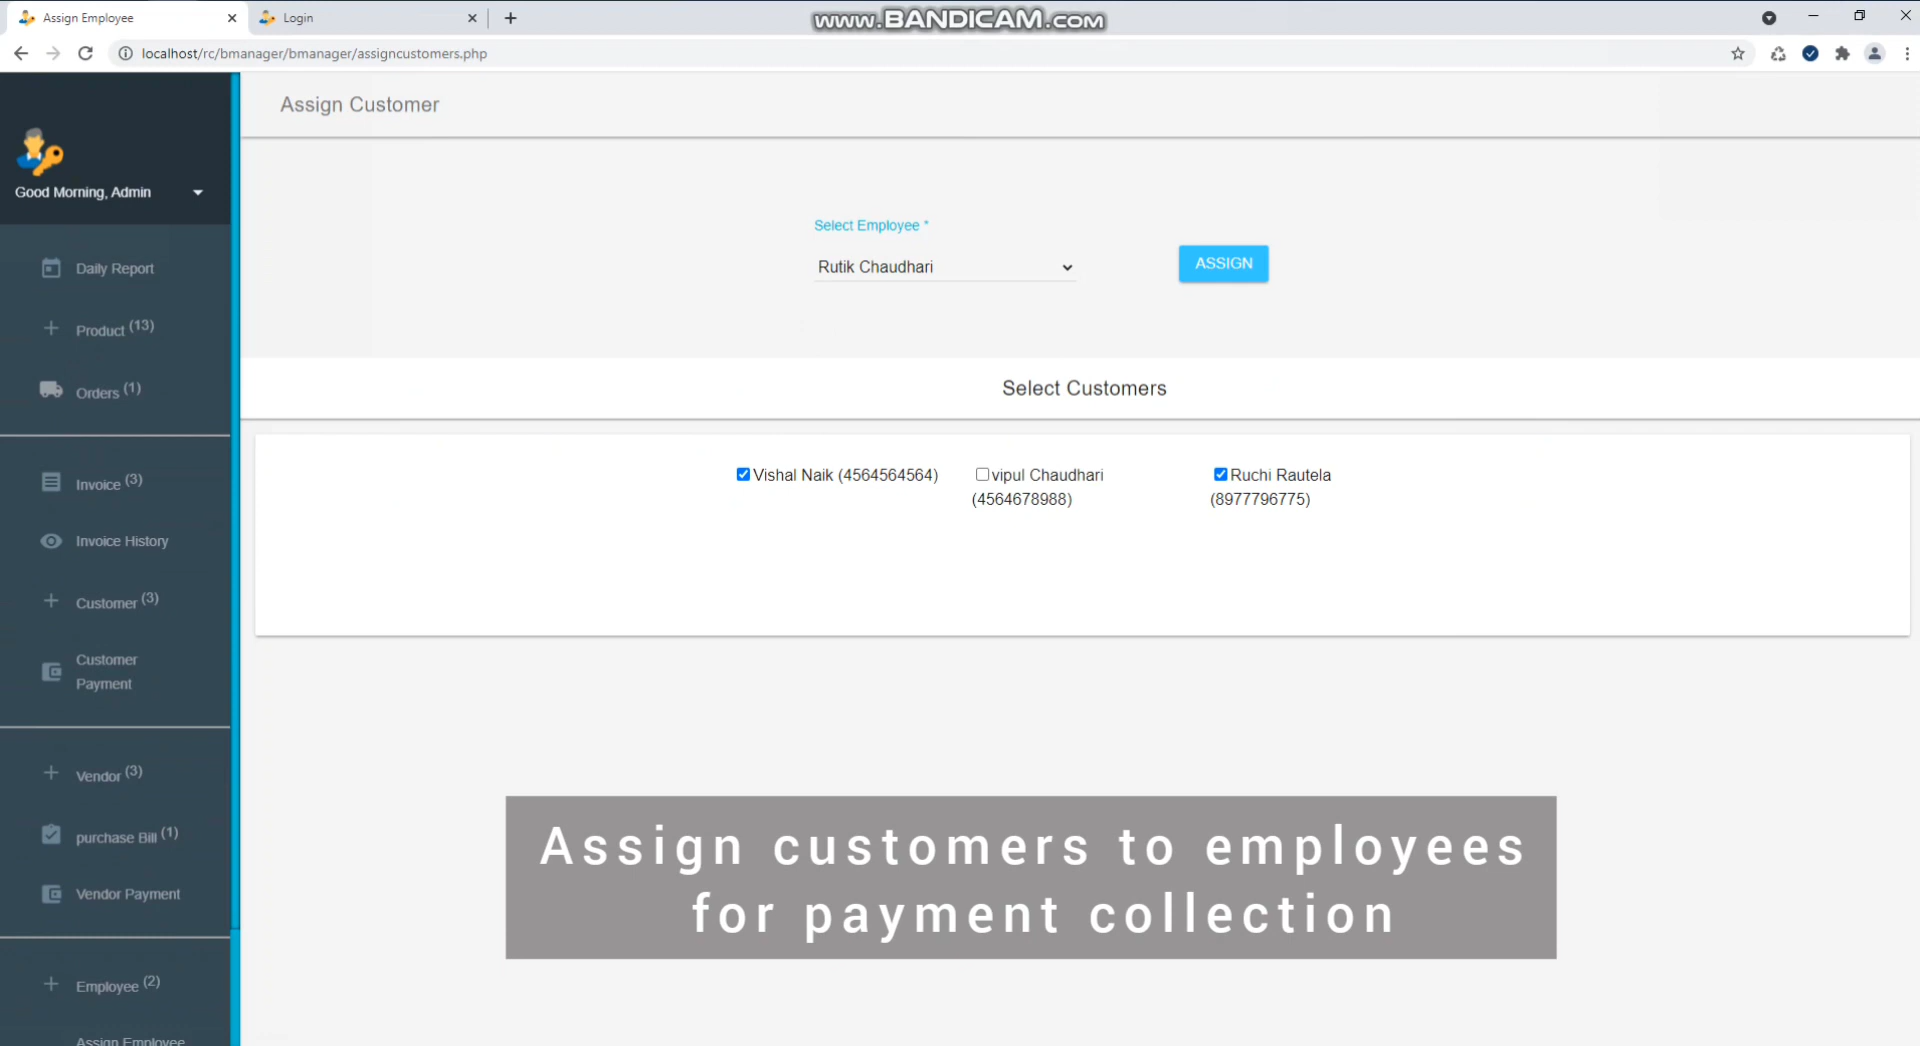 Assign Employee
Login
www.BANDICAM.com
localhost/rc/bmanager/bmanager/assigncustomers.php
Assign Customer
Good Morning, Admin
Select Employee *
Rutik Chaudhari
ASSIGN
Daily Report
Product (13)
Orders (1)
Select Customers
Vishal Naik (4564564564)
vipul Chaudhari
(4564678988)
Ruchi Rautela
(8977796775)
Invoice (3)
Invoice History
Customer (3)
Customer
Payment
Vendor (3)
purchase Bill (1)
Vendor Payment
Employee (2)
Assign Employee
Assign customers to employees
for payment collection